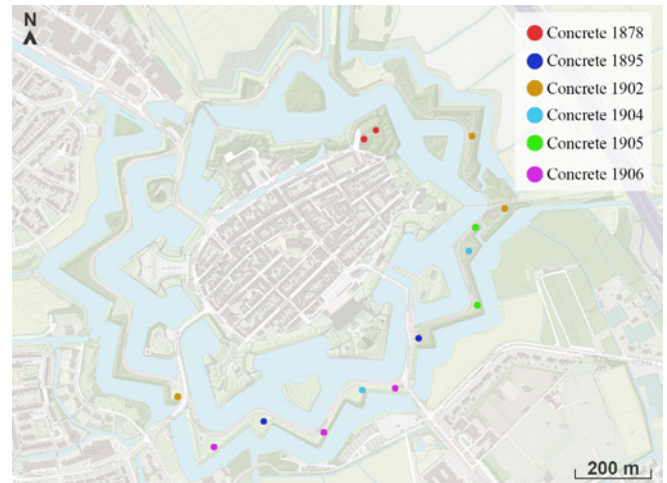 N
Concrete 1878
Concrete 1895
Concrete 1902
Concrete 1904
Concrete 1905
Concrete 1906
200 m